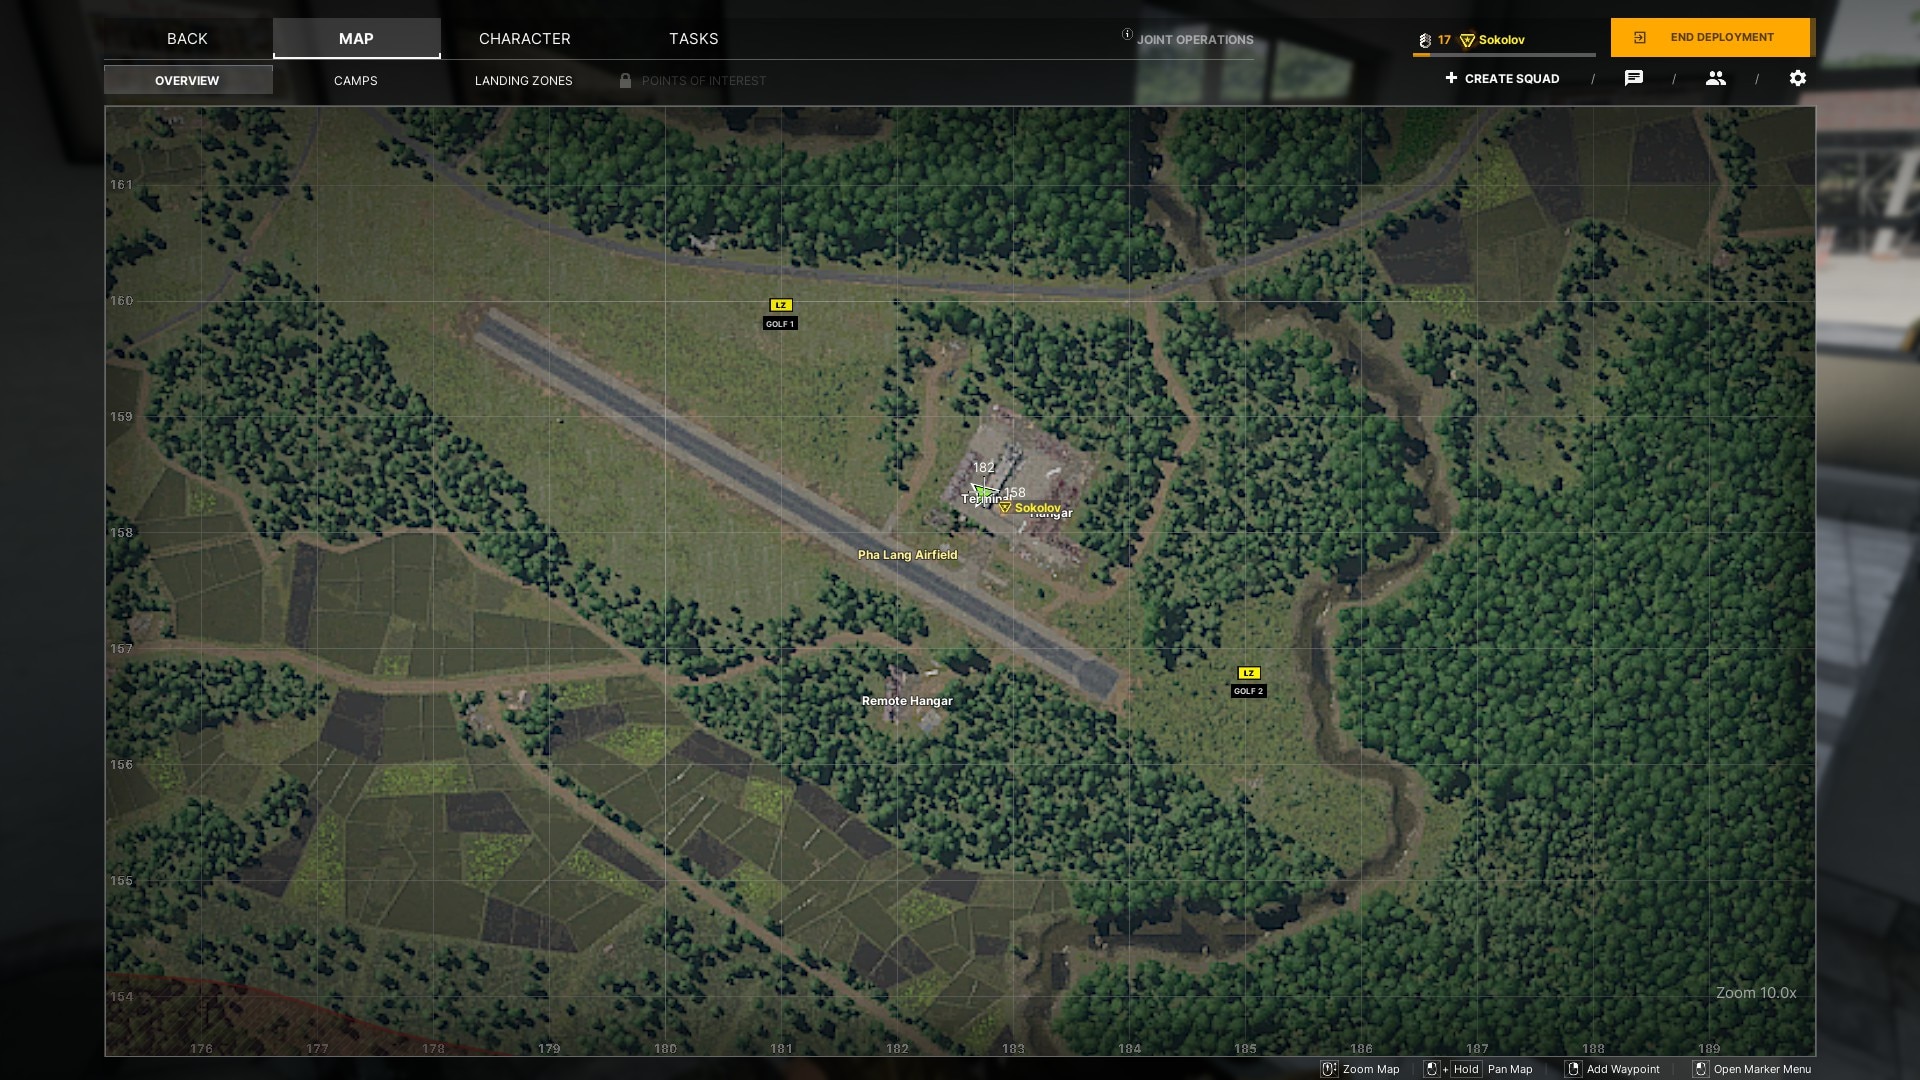 BACK
MAP
CHARACTER
TASKS
JOINT OPERATIONS
17 Sokolov
END DEPLOYMENT
OVERVIEW
CAMPS
LANDING ZONES
POINTS OF INTEREST
CREATE SQUAD / / /
161
160
LZ
GOLF 1
159
182
158
Terminal
Sokolov
Hangar
158
Pha Lang Airfield
157
LZ
GOLF 2
Remote Hangar
156
155
154
Zoom 10.0x
176 177 178 179 180 181 182 183 184 185 186 187 188 189
Zoom Map
+ Hold Pan Map
Add Waypoint
Open Marker Menu